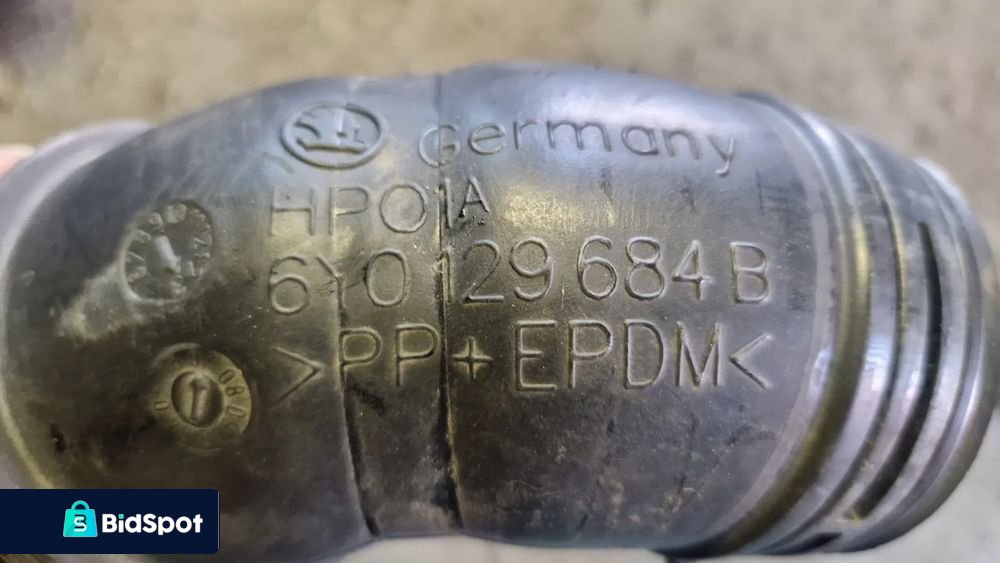 Germany
HP01A
6Y0 129 684 B
>PP+EPDM<
BidSpot